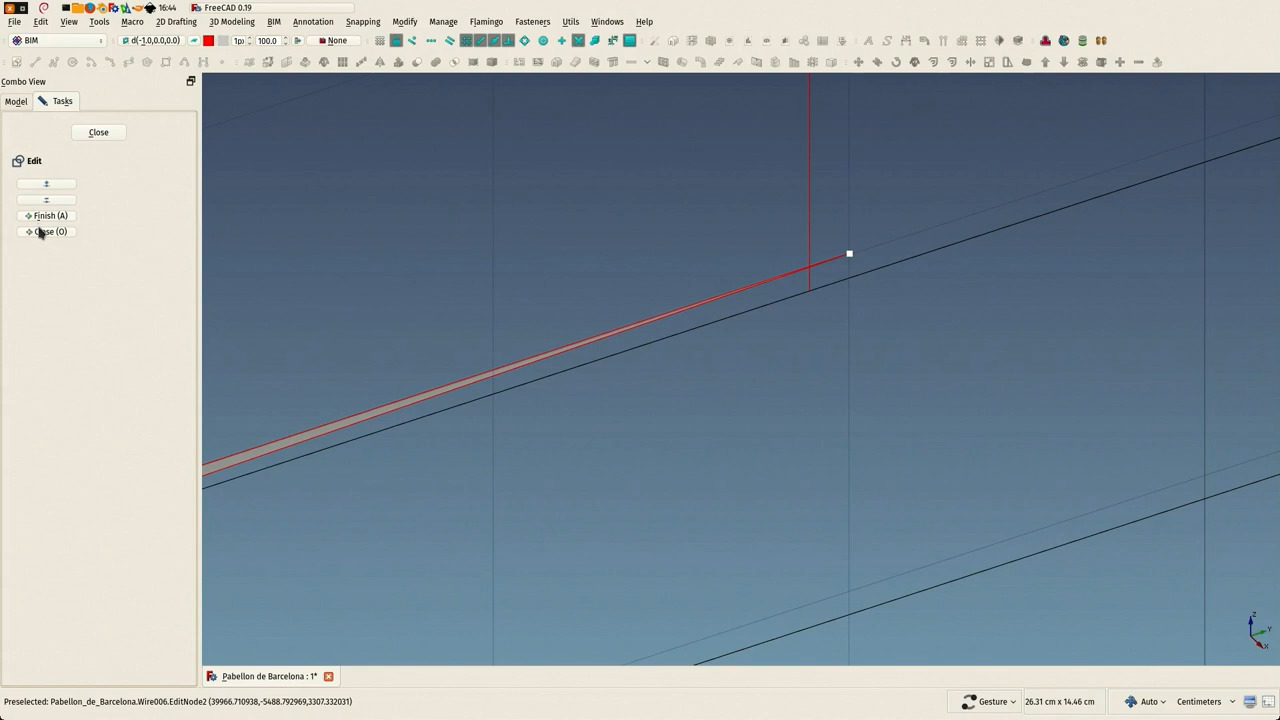 16:44 FreeCAD 0.19
File Edit View Tools Macro 2D Drafting 3D Modeling BIM Annotation Snapping Modify Manage Flamingo Fasteners Utils Windows Help
BIM d(-1.0,0.0,0.0) 1px 100.0 None
Combo View
Model Tasks
Close
Edit
Finish (A)
Close (O)
Z
Y
X
Pabellon de Barcelona : 1*
Preselected: Pabellon_de_Barcelona.Wire006.EditNode2 (39966.710938,-5488.792969,3307.332031) Gesture 26.31 cm x 14.46 cm Auto Centimeters